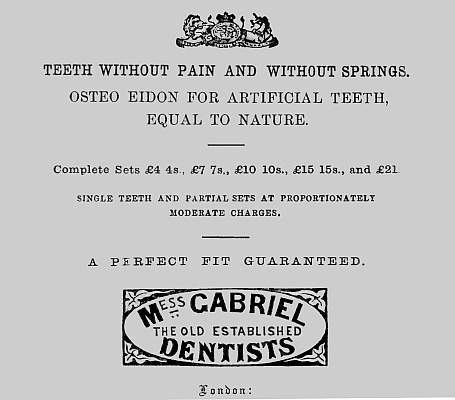 TEETH WITHOUT PAIN AND WITHOUT SPRINGS.
OSTEO EIDON FOR ARTIFICIAL TEETH,
EQUAL TO NATURE.
Complete Sets £4 4s., £7 7s., £10 10s., £15 15s., and £21.
SINGLE TEETH AND PARTIAL SETS AT PROPORTIONATELY
MODERATE CHARGES.
A PERFECT FIT GUARANTEED.
MESS GABRIEL
THE OLD ESTABLISHED
DENTISTS
London: